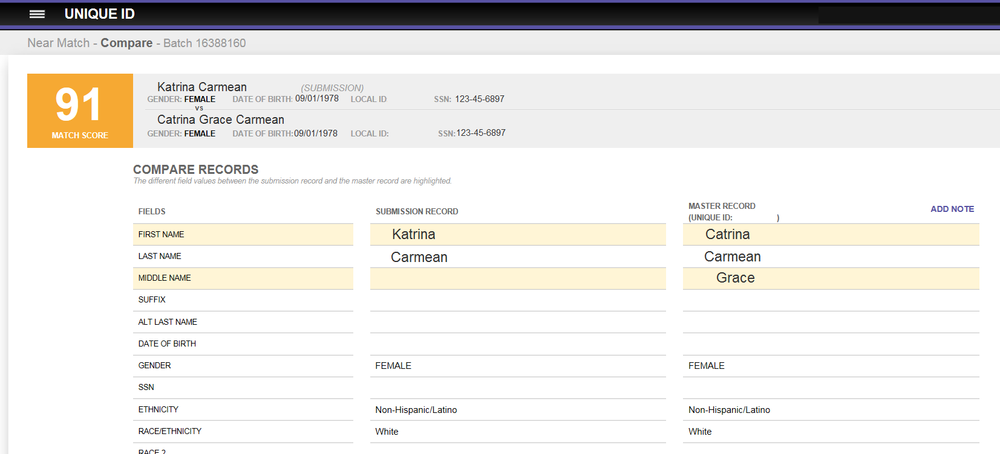 UNIQUE ID
Near Match - Compare - Batch 16388160
91
MATCH SCORE
Katrina Carmean (SUBMISSION)
GENDER: FEMALE DATE OF BIRTH: 09/01/1978 LOCAL ID SSN: 123-45-6897
VS
Catrina Grace Carmean
GENDER: FEMALE DATE OF BIRTH: 09/01/1978 LOCAL ID: SSN: 123-45-6897
COMPARE RECORDS
The different field values between the submission record and the master record are highlighted.
FIELDS SUBMISSION RECORD MASTER RECORD ADD NOTE
(UNIQUE ID: )
FIRST NAME Katrina Catrina
LAST NAME Carmean Carmean
MIDDLE NAME Grace
SUFFIX
ALT LAST NAME
DATE OF BIRTH
GENDER FEMALE FEMALE
SSN
ETHNICITY Non-Hispanic/Latino Non-Hispanic/Latino
RACE/ETHNICITY White White
RACE 2